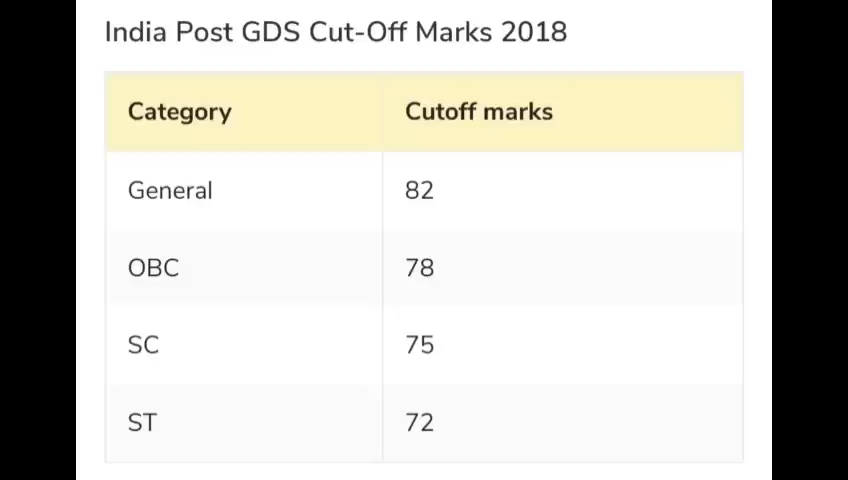 India Post GDS Cut-Off Marks 2018
Category Cutoff marks
General 82
OBC 78
SC 75
ST 72